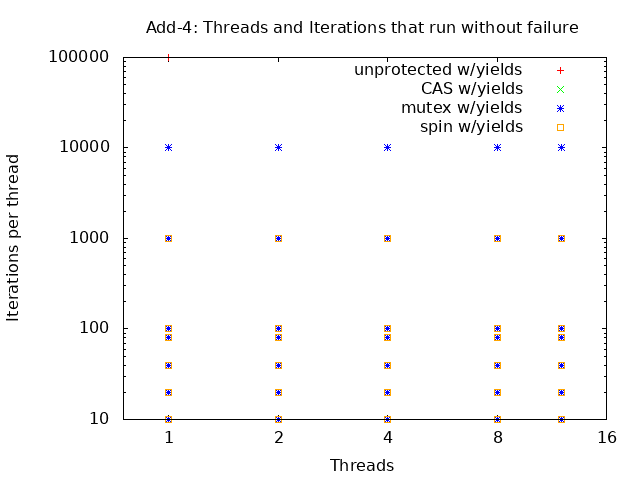 Add-4: Threads and Iterations that run without failure
100000
10000
1000
100
10
Iterations per thread
unprotected w/yields
CAS w/yields
mutex w/yields
spin w/yields
1 2 4 8 16
Threads